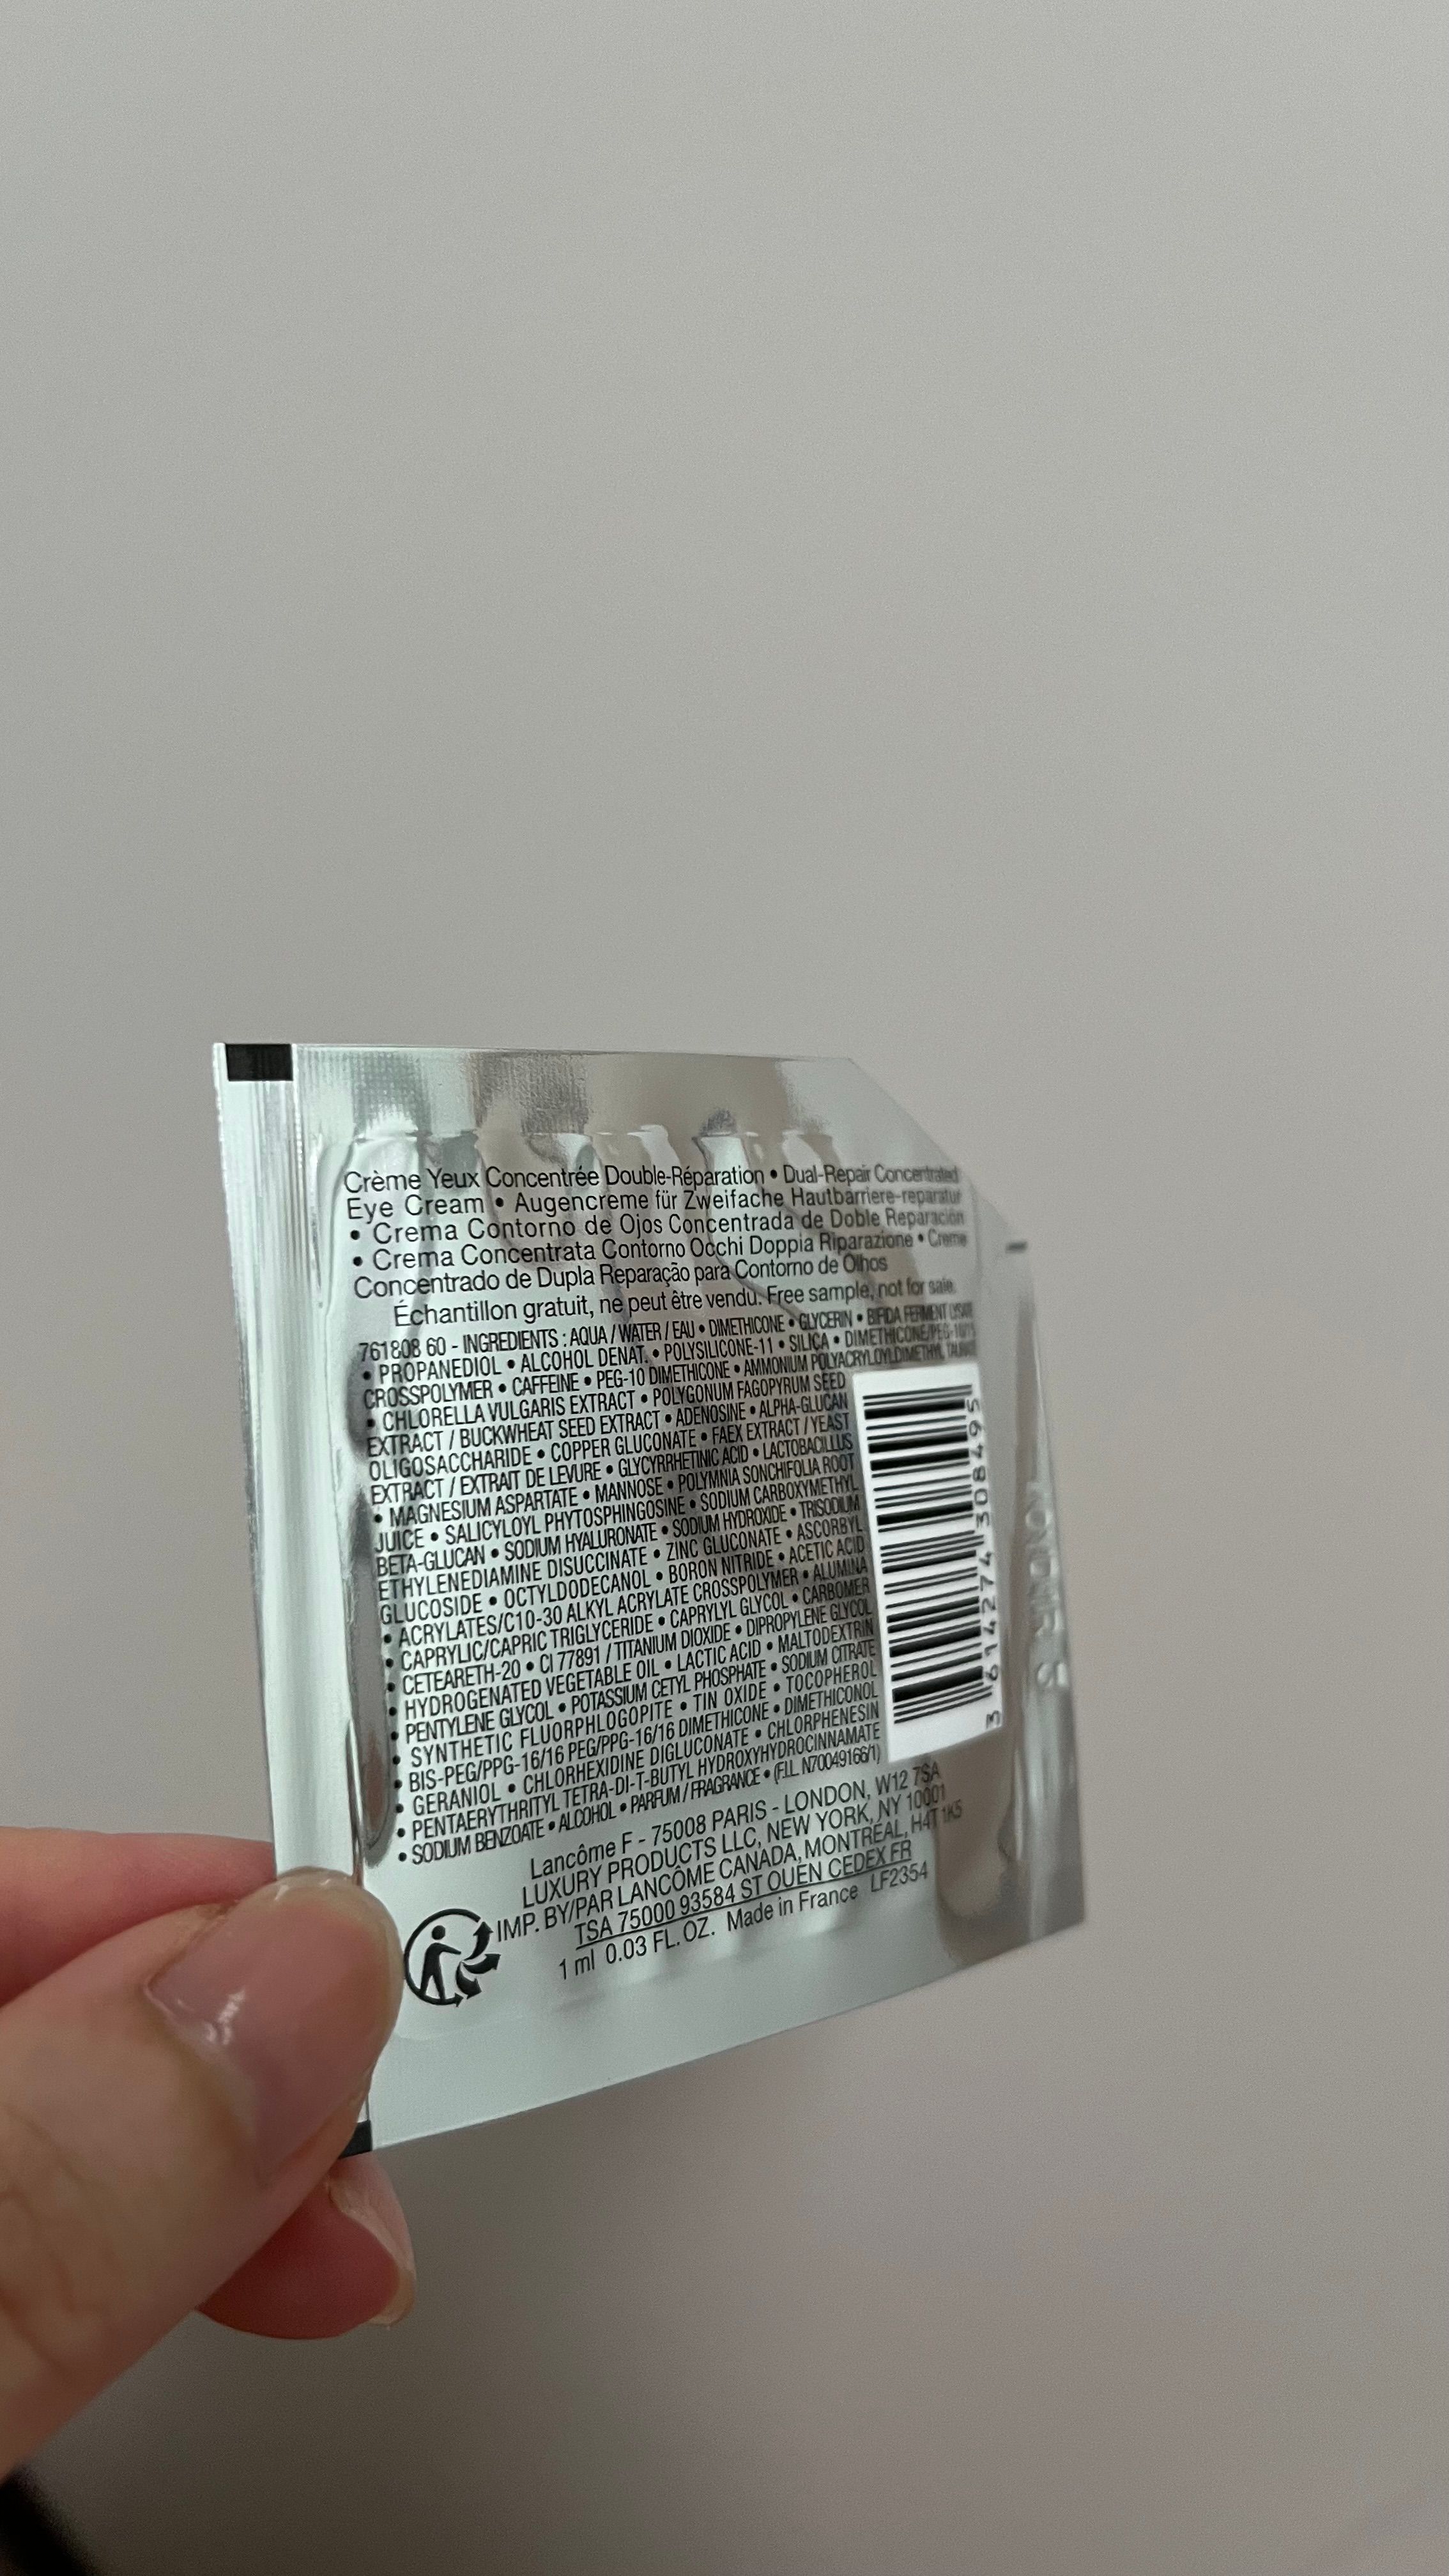 Crème Yeux Concentrée Double-Réparation • Dual-Repair Concentrated
Eye Cream • Augencreme für Zweifache Hautbarriere-reparatur
• Crema Contorno de Ojos Concentrada de Doble Reparación
• Crema Concentrata Contorno Occhi Doppia Riparazione • Creme
Concentrado de Dupla Reparação para Contorno de Olhos
Échantillon gratuit, ne peut être vendu. Free sample, not for sale.
761808 60 - INGREDIENTS : AQUA / WATER / EAU • DIMETHICONE • GLYCERIN • BIFIDA FERMENT LYSATE
• PROPANEDIOL • ALCOHOL DENAT. • POLYSILICONE-11 • SILICA • DIMETHICONE/PEG-10/15
CROSSPOLYMER • CAFFEINE • PEG-10 DIMETHICONE • AMMONIUM POLYACRYLOYLDIMETHYL TAURATE
• CHLORELLA VULGARIS EXTRACT • POLYGONUM FAGOPYRUM SEED
EXTRACT / BUCKWHEAT SEED EXTRACT • ADENOSINE • ALPHA-GLUCAN
OLIGOSACCHARIDE • COPPER GLUCONATE • FAEX EXTRACT / YEAST
EXTRACT / EXTRAIT DE LEVURE • GLYCYRRHETINIC ACID • LACTOBACILLUS
• MAGNESIUM ASPARTATE • MANNOSE • POLYMNIA SONCHIFOLIA ROOT
JUICE • SALICYLOYL PHYTOSPHINGOSINE • SODIUM CARBOXYMETHYL
BETA-GLUCAN • SODIUM HYALURONATE • SODIUM HYDROXIDE • TRISODIUM
ETHYLENEDIAMINE DISUCCINATE • ZINC GLUCONATE • ASCORBYL
GLUCOSIDE • OCTYLDODECANOL • BORON NITRIDE • ACETIC ACID
• ACRYLATES/C10-30 ALKYL ACRYLATE CROSSPOLYMER • ALUMINA
• CAPRYLIC/CAPRIC TRIGLYCERIDE • CAPRYLYL GLYCOL • CARBOMER
• CETEARETH-20 • CI 77891 / TITANIUM DIOXIDE • DIPROPYLENE GLYCOL
• HYDROGENATED VEGETABLE OIL • LACTIC ACID • MALTODEXTRIN
• PENTYLENE GLYCOL • POTASSIUM CETYL PHOSPHATE • SODIUM CITRATE
• SYNTHETIC FLUORPHLOGOPITE • TIN OXIDE • TOCOPHEROL
• BIS-PEG/PPG-16/16 PEG/PPG-16/16 DIMETHICONE • DIMETHICONOL
• GERANIOL • CHLORHEXIDINE DIGLUCONATE • CHLORPHENESIN
• PENTAERYTHRITYL TETRA-DI-T-BUTYL HYDROXYHYDROCINNAMATE
• SODIUM BENZOATE • ALCOHOL • PARFUM / FRAGRANCE • (F.I.L. N70049166/1)
3 614274 308495
Lancôme F - 75008 PARIS - LONDON, W12 7SA
LUXURY PRODUCTS LLC, NEW YORK, NY 10001
IMP. BY/PAR LANCÔME CANADA, MONTRÉAL, H4T 1K5
TSA 75000 93584 ST OUEN CEDEX FR
1 ml 0.03 FL. OZ. Made in France LF2354